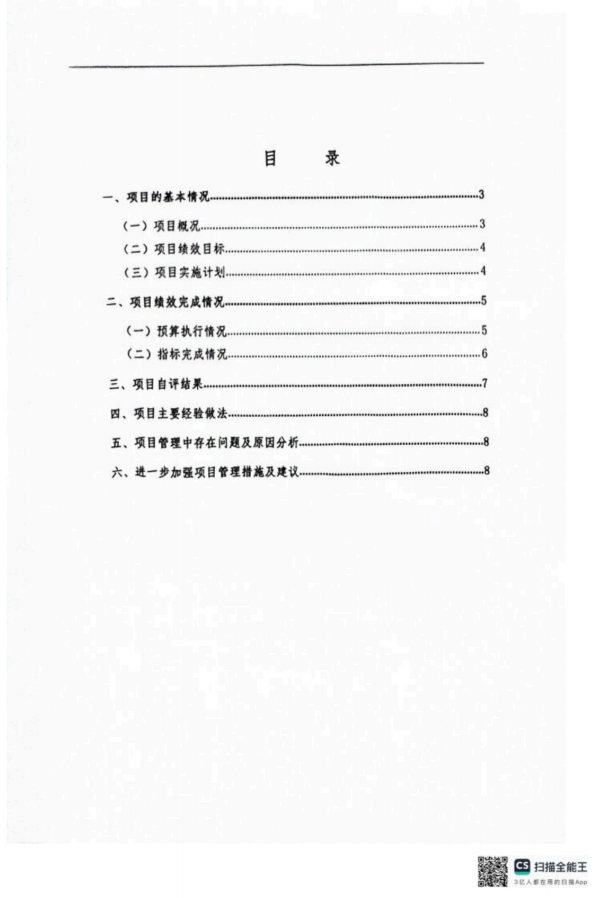 目 录
一、项目的基本情况........................3
（一）项目概况........................3
（二）项目绩效目标........................4
（三）项目实施计划........................4
二、项目绩效完成情况........................5
（一）预算执行情况........................5
（二）指标完成情况........................6
三、项目自评结果........................7
四、项目主要经验做法........................8
五、项目管理中存在问题及原因分析........................8
六、进一步加强项目管理措施及建议........................8
CS 扫描全能王
3亿人都在用的扫描App